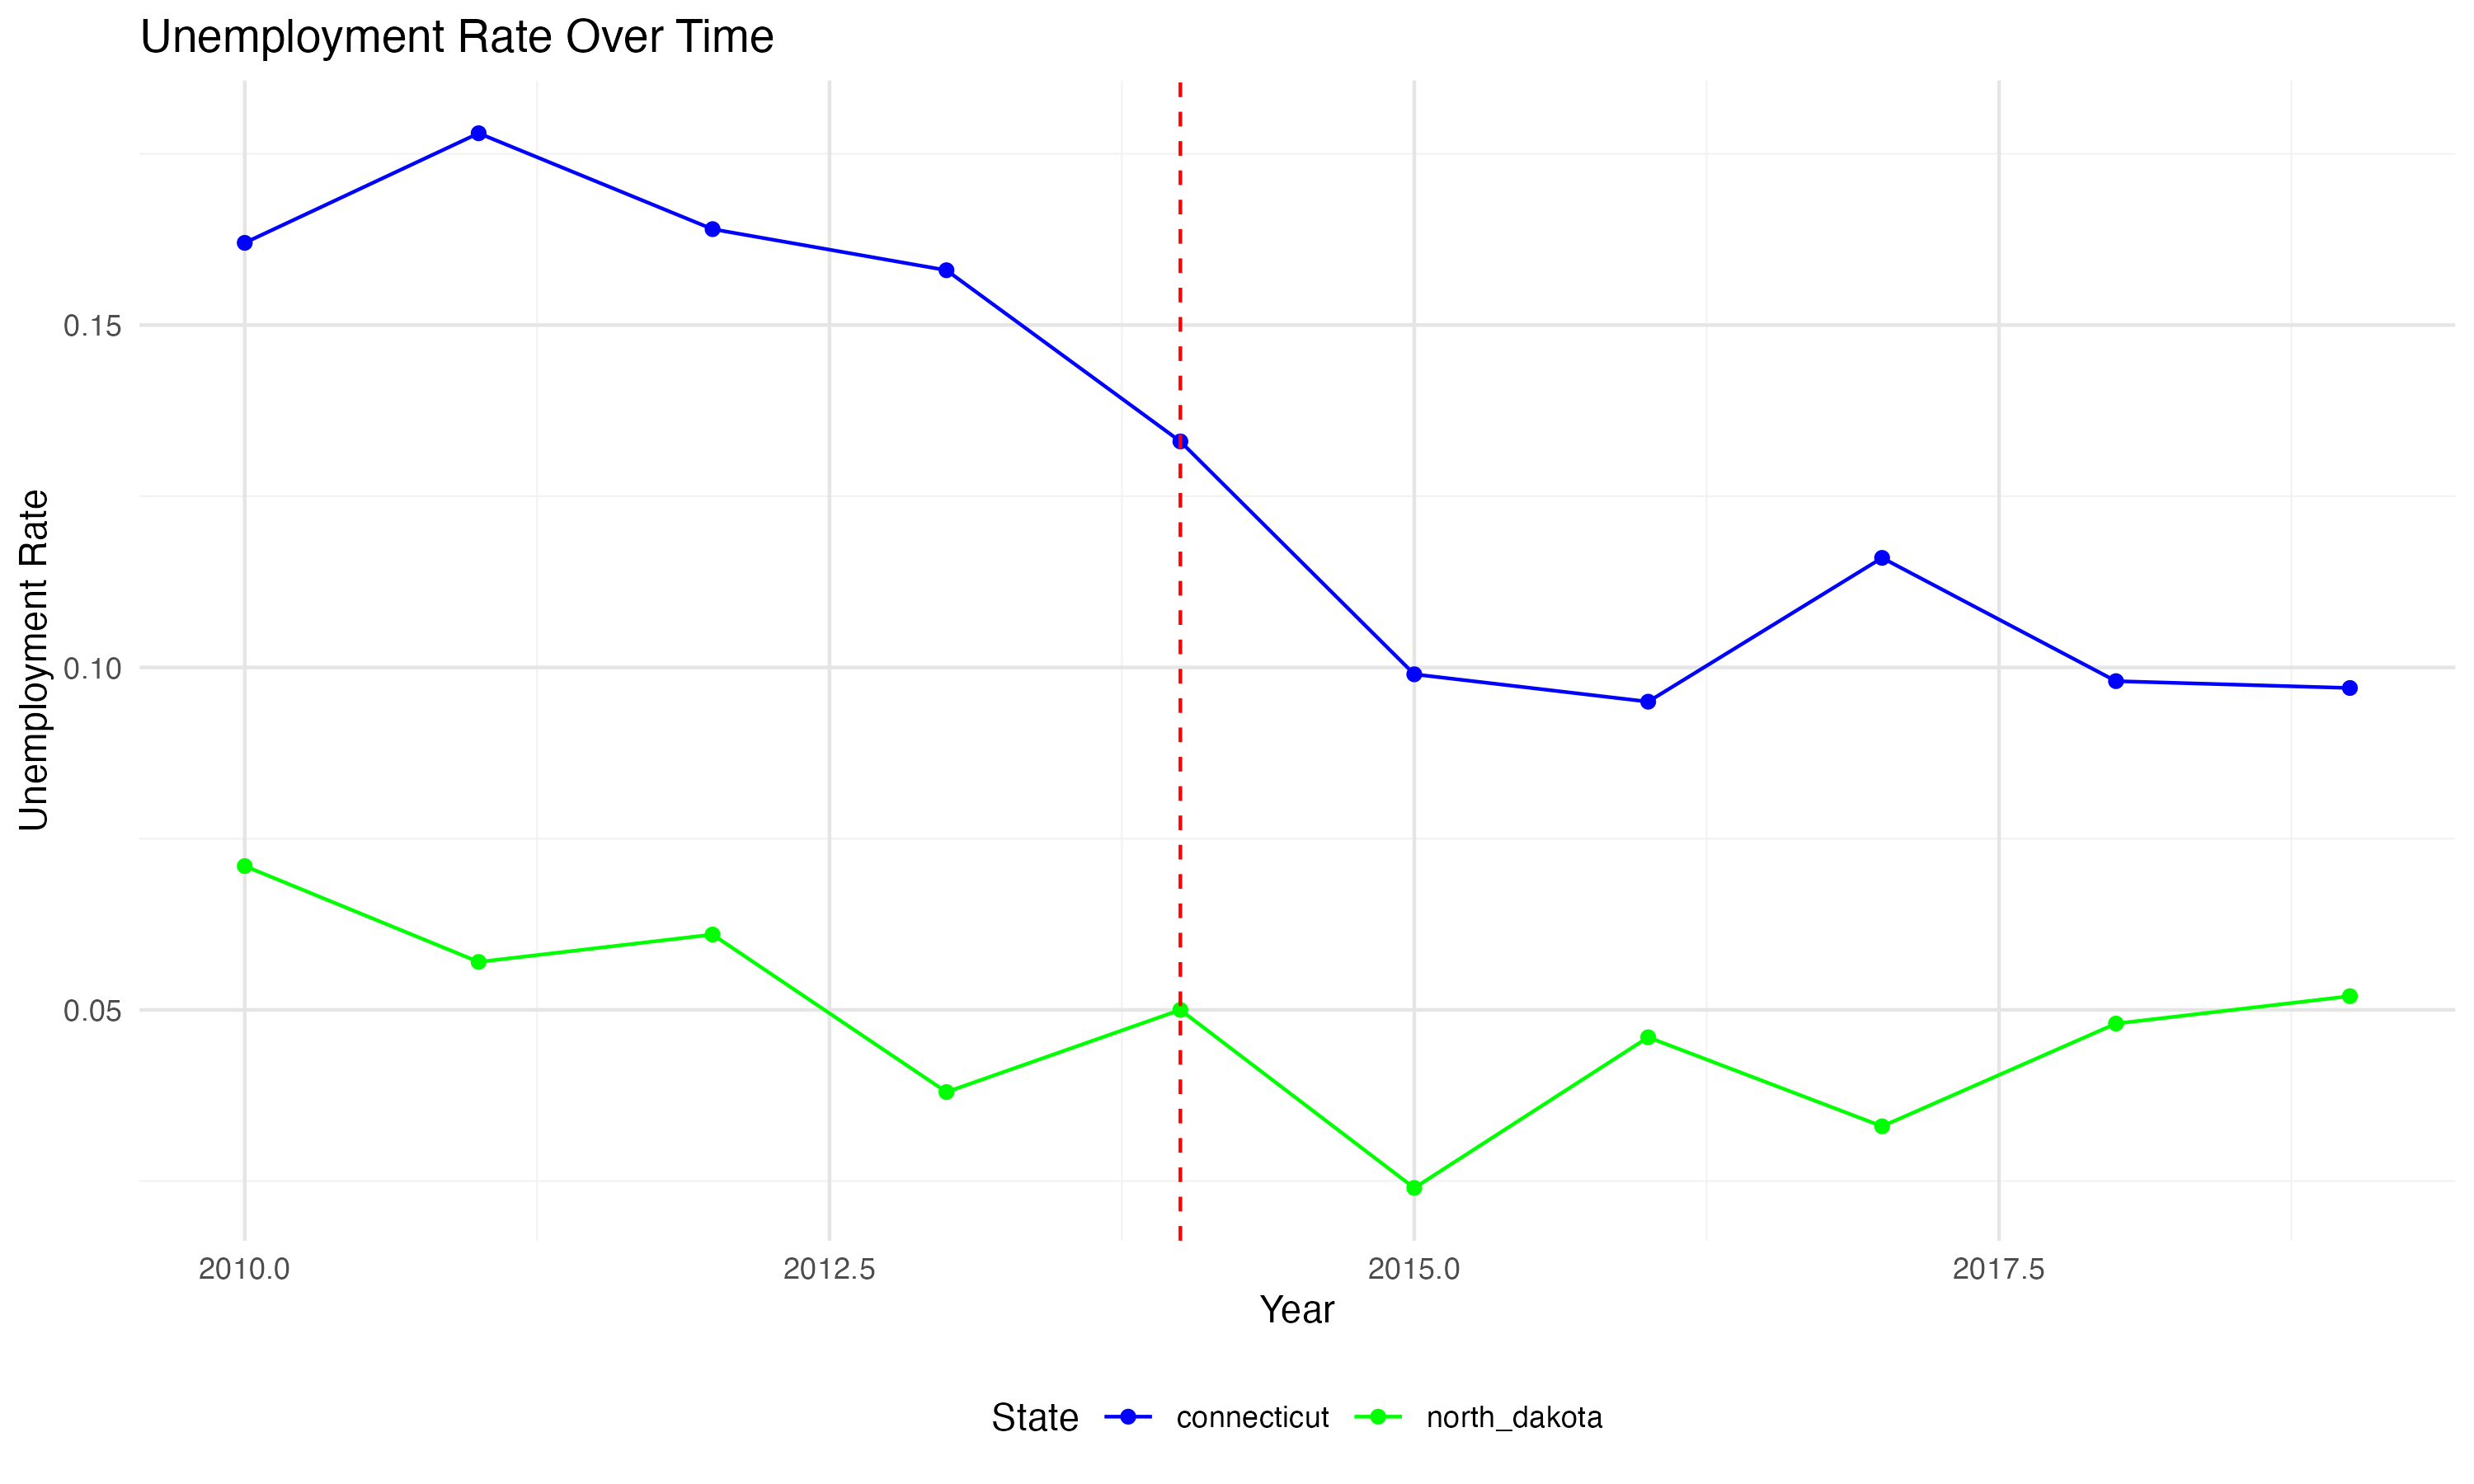 Unemployment Rate Over Time
Unemployment Rate
0.15
0.10
0.05
2010.0 2012.5 2015.0 2017.5
Year
State connecticut north_dakota